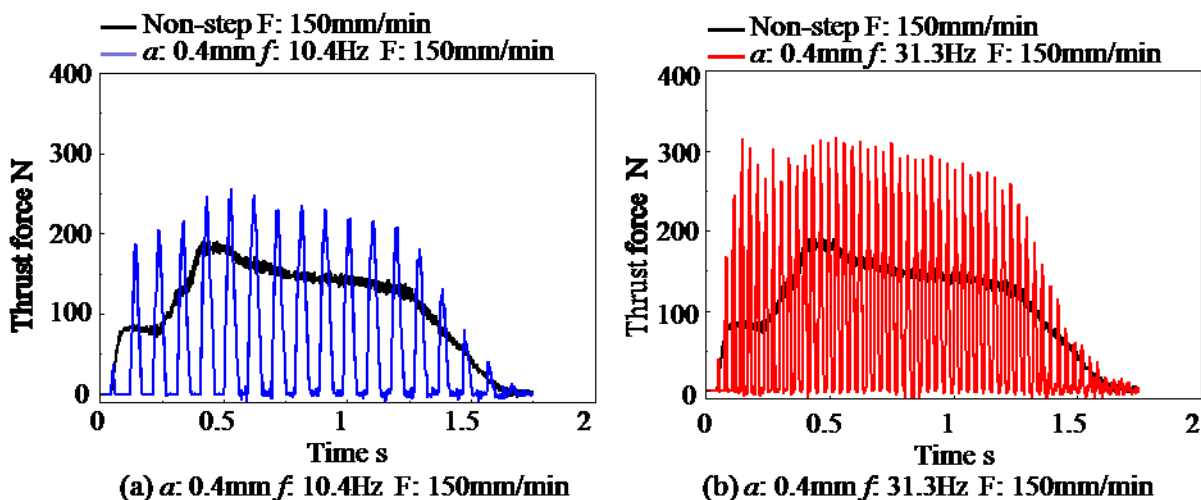 Non-step F: 150mm/min
a: 0.4mm f: 10.4Hz F: 150mm/min
400
300
200
100
0
Thrust force N
0 0.5 1 1.5 2
Time s
(a) a: 0.4mm f: 10.4Hz F: 150mm/min
Non-step F: 150mm/min
a: 0.4mm f: 31.3Hz F: 150mm/min
400
300
200
100
0
Thrust force N
0 0.5 1 1.5 2
Time s
(b) a: 0.4mm f: 31.3Hz F: 150mm/min